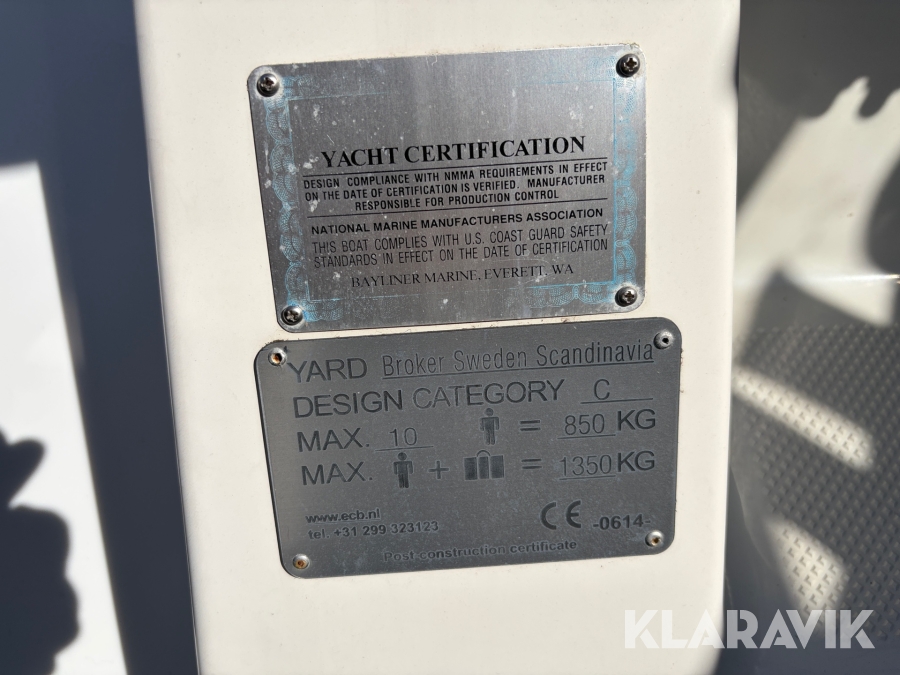 YACHT CERTIFICATION
DESIGN COMPLIANCE WITH NMMA REQUIREMENTS IN EFFECT
ON THE DATE OF CERTIFICATION IS VERIFIED. MANUFACTURER
RESPONSIBLE FOR PRODUCTION CONTROL
NATIONAL MARINE MANUFACTURERS ASSOCIATION
THIS BOAT COMPLIES WITH U.S. COAST GUARD SAFETY
STANDARDS IN EFFECT ON THE DATE OF CERTIFICATION
BAYLINER MARINE, EVERETT, WA
YARD Broker Sweden Scandinavia
DESIGN CATEGORY C
MAX. 10 = 850 KG
MAX. + = 1350 KG
www.ecb.nl
tel. +31 299 323123
CE -0614-
Post-construction certificate
KLARAVIK